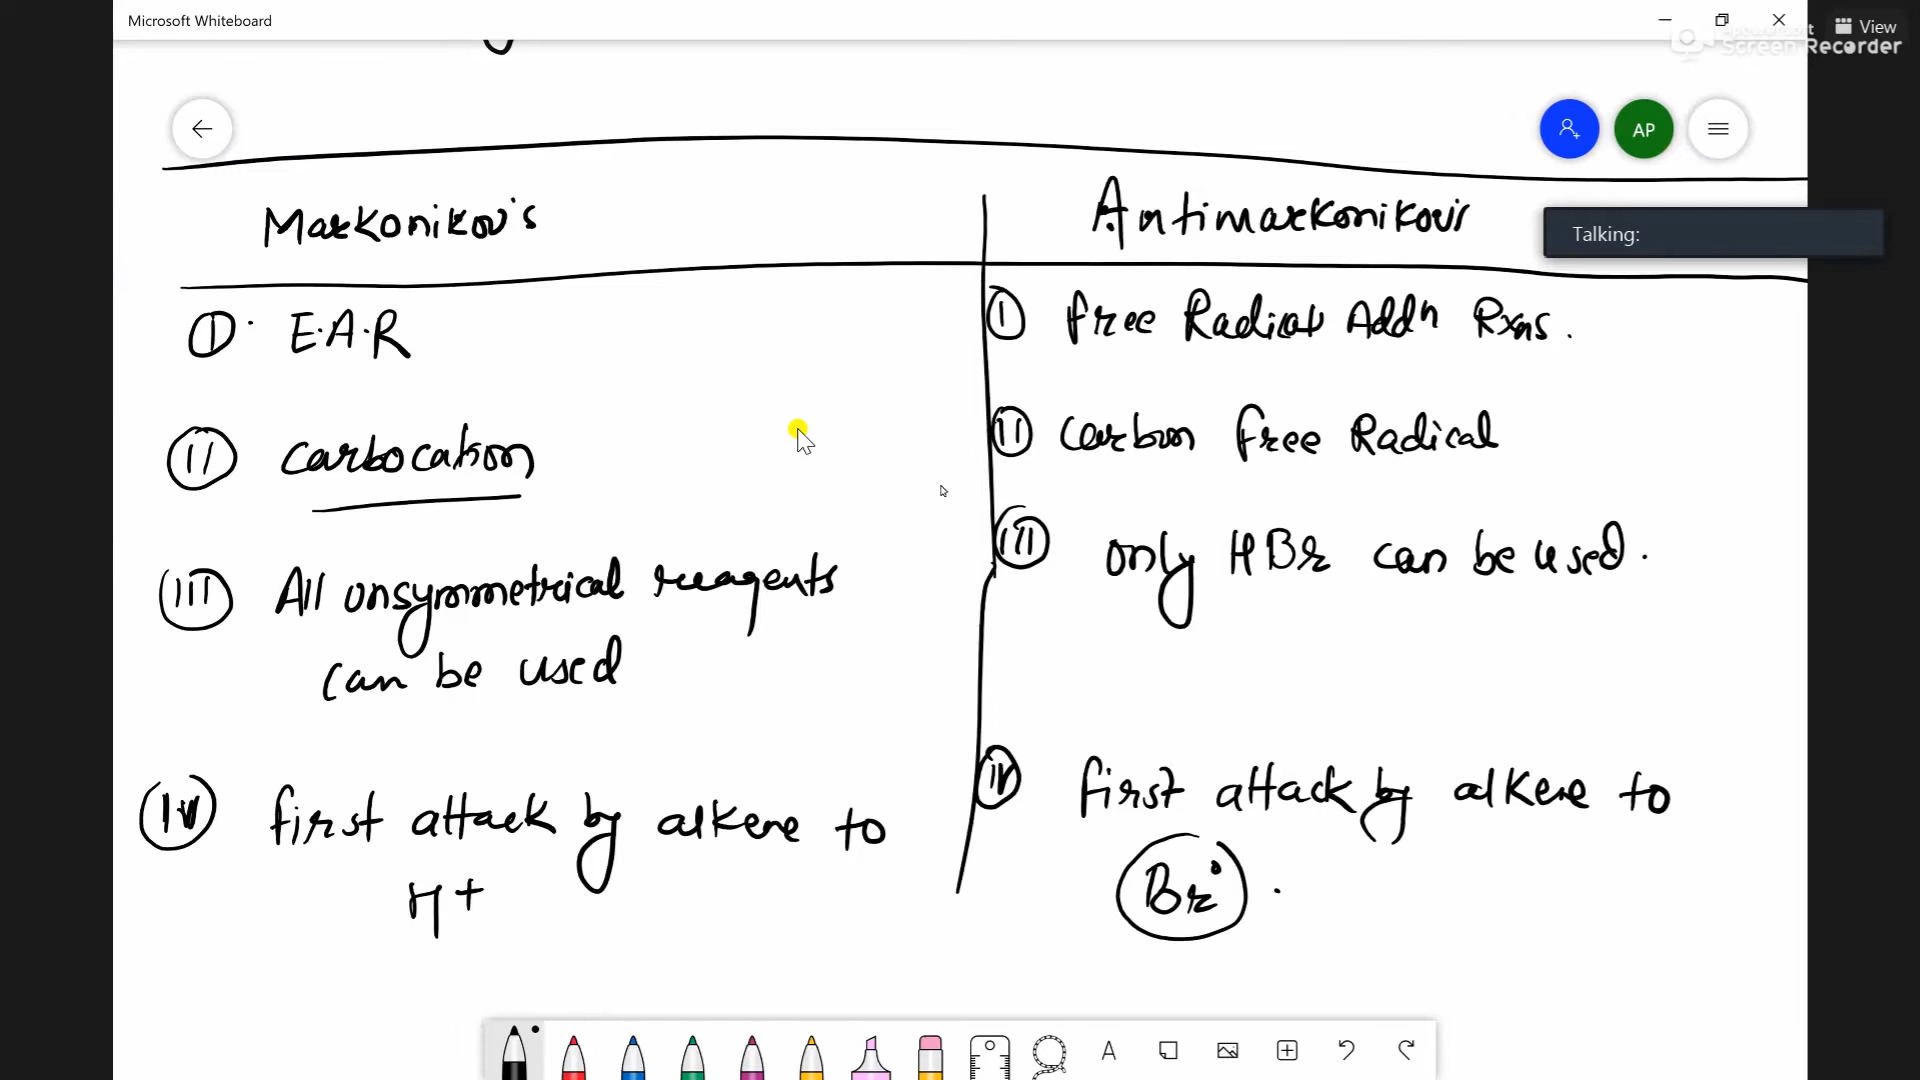 Microsoft Whiteboard
View
Screen Recorder
AP
Talking:
Markonikov's
Antimarkonikov's
I E.A.R
I free Radical Addn Rxns.
II carbocation
II carbon free Radical
III All unsymmetrical reagents
can be used
III only HBr can be used.
IV first attack by alkene to
H+
IV first attack by alkene to
Br• .
A